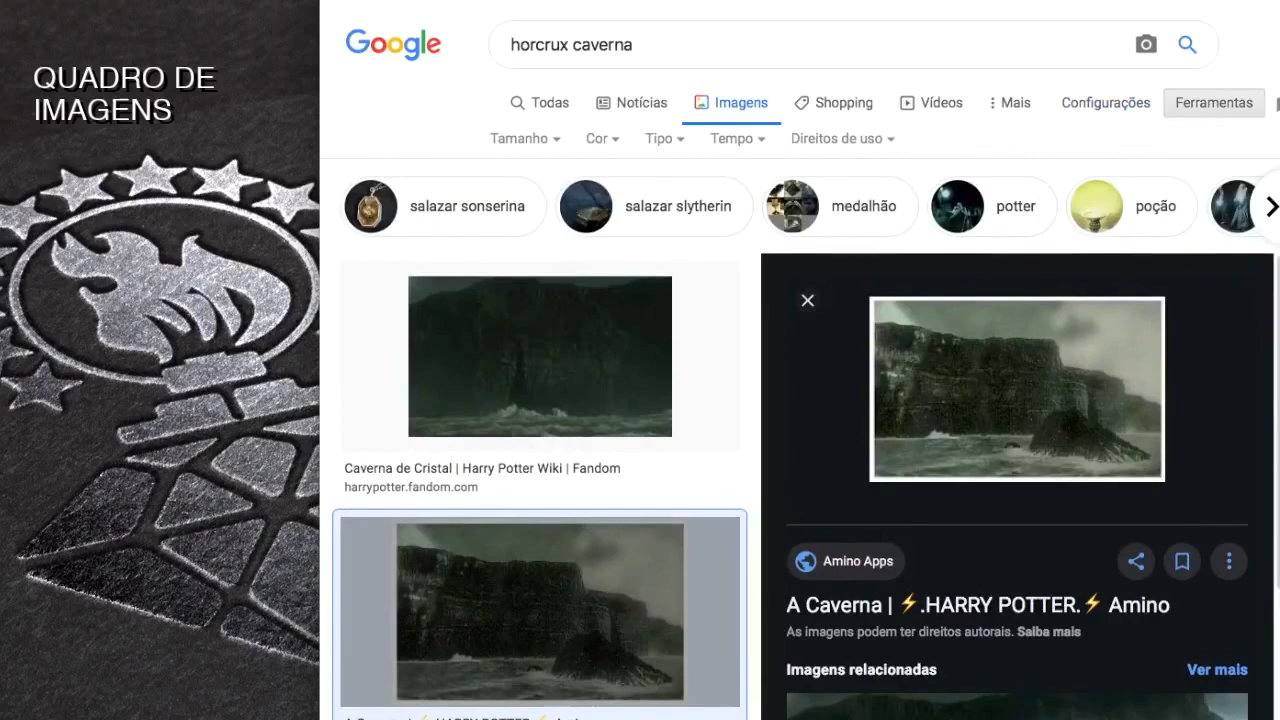 QUADRO DE
IMAGENS
Google
horcrux caverna
Todas
Notícias
Imagens
Shopping
Vídeos
Mais
Configurações
Ferramentas
Tamanho
Cor
Tipo
Tempo
Direitos de uso
salazar sonserina
salazar slytherin
medalhão
potter
poção
Caverna de Cristal | Harry Potter Wiki | Fandom
harrypotter.fandom.com
Amino Apps
A Caverna | ⚡.HARRY POTTER.⚡ Amino
As imagens podem ter direitos autorais. Saiba mais
Imagens relacionadas
Ver mais